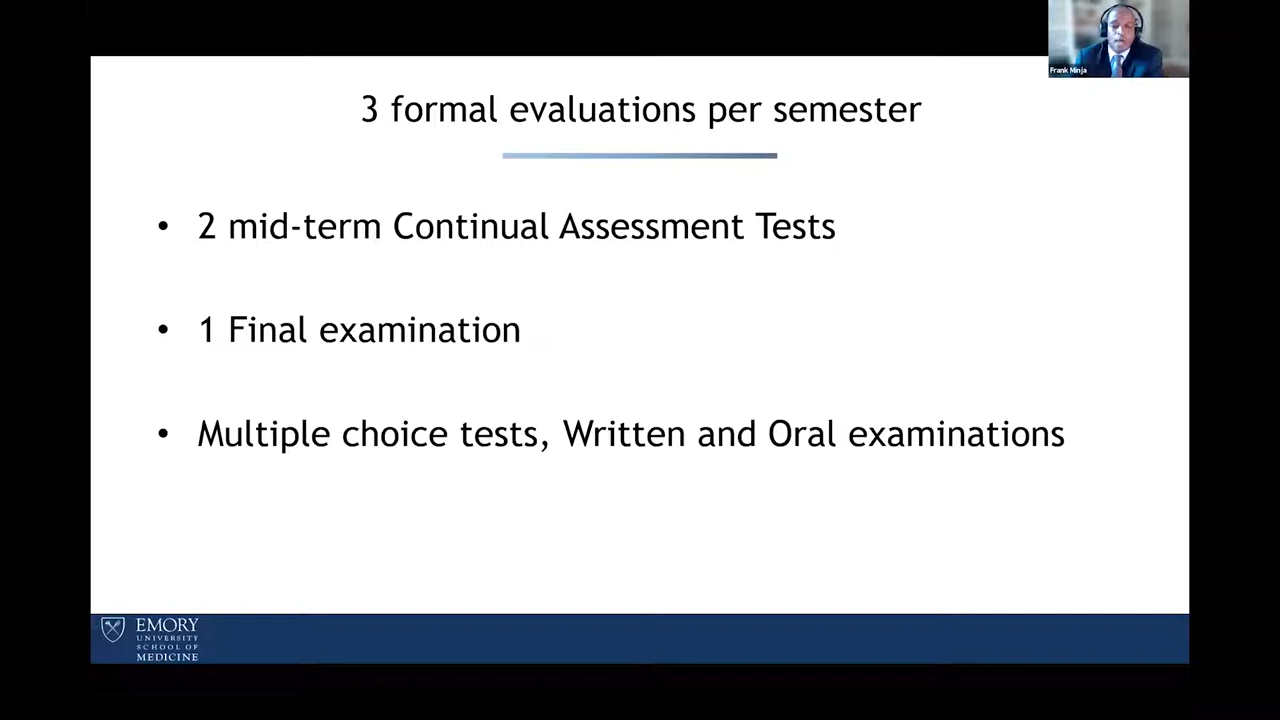 Frank Minja
3 formal evaluations per semester
• 2 mid-term Continual Assessment Tests
• 1 Final examination
• Multiple choice tests, Written and Oral examinations
EMORY
UNIVERSITY
SCHOOL OF
MEDICINE